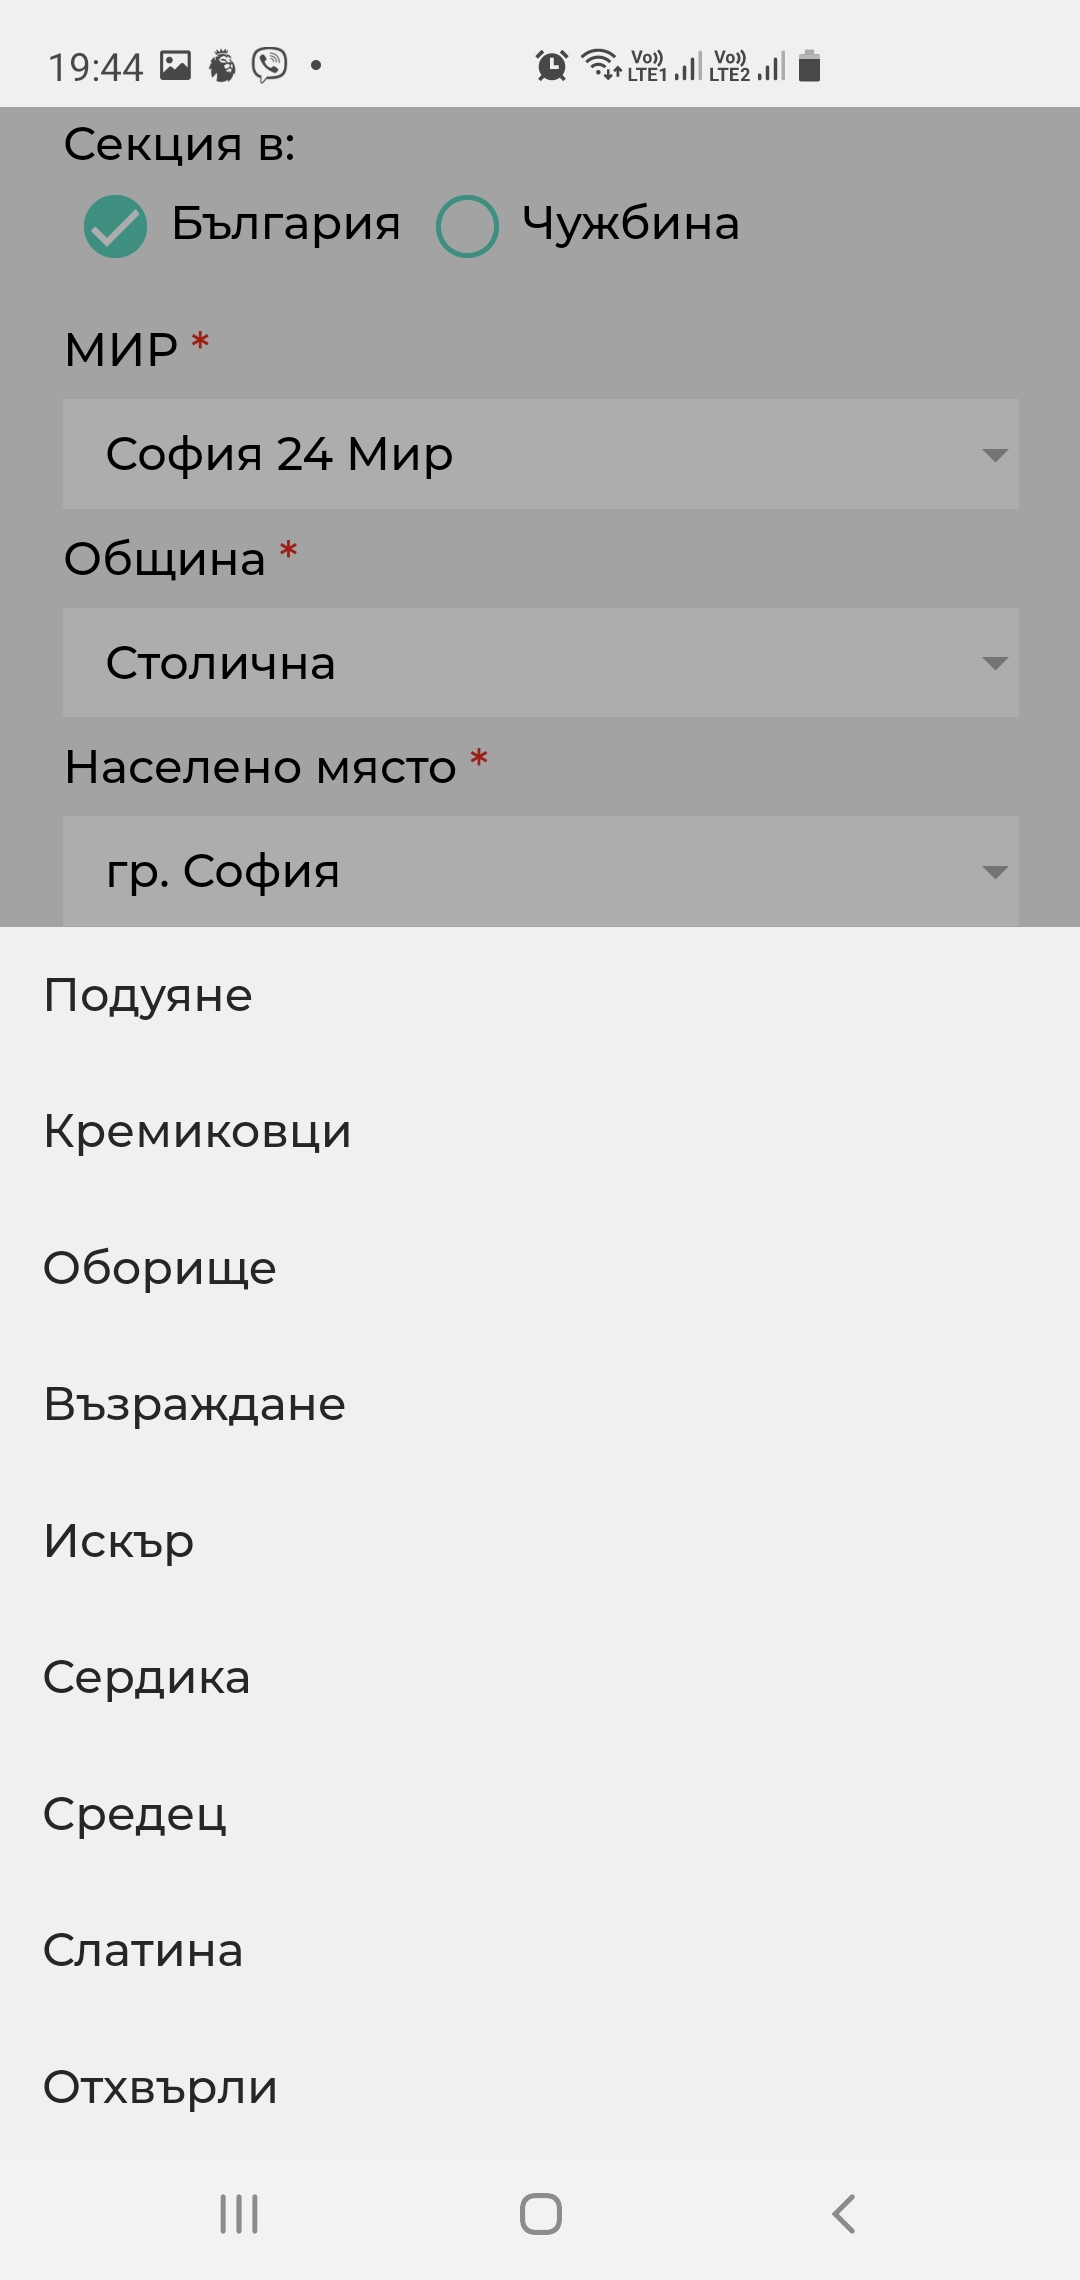 19:44
Vo)) LTE1 Vo)) LTE2
Секция в:
България Чужбина
МИР *
София 24 Мир
Община *
Столична
Населено място *
гр. София
Подуяне
Кремиковци
Оборище
Възраждане
Искър
Сердика
Средец
Слатина
Отхвърли